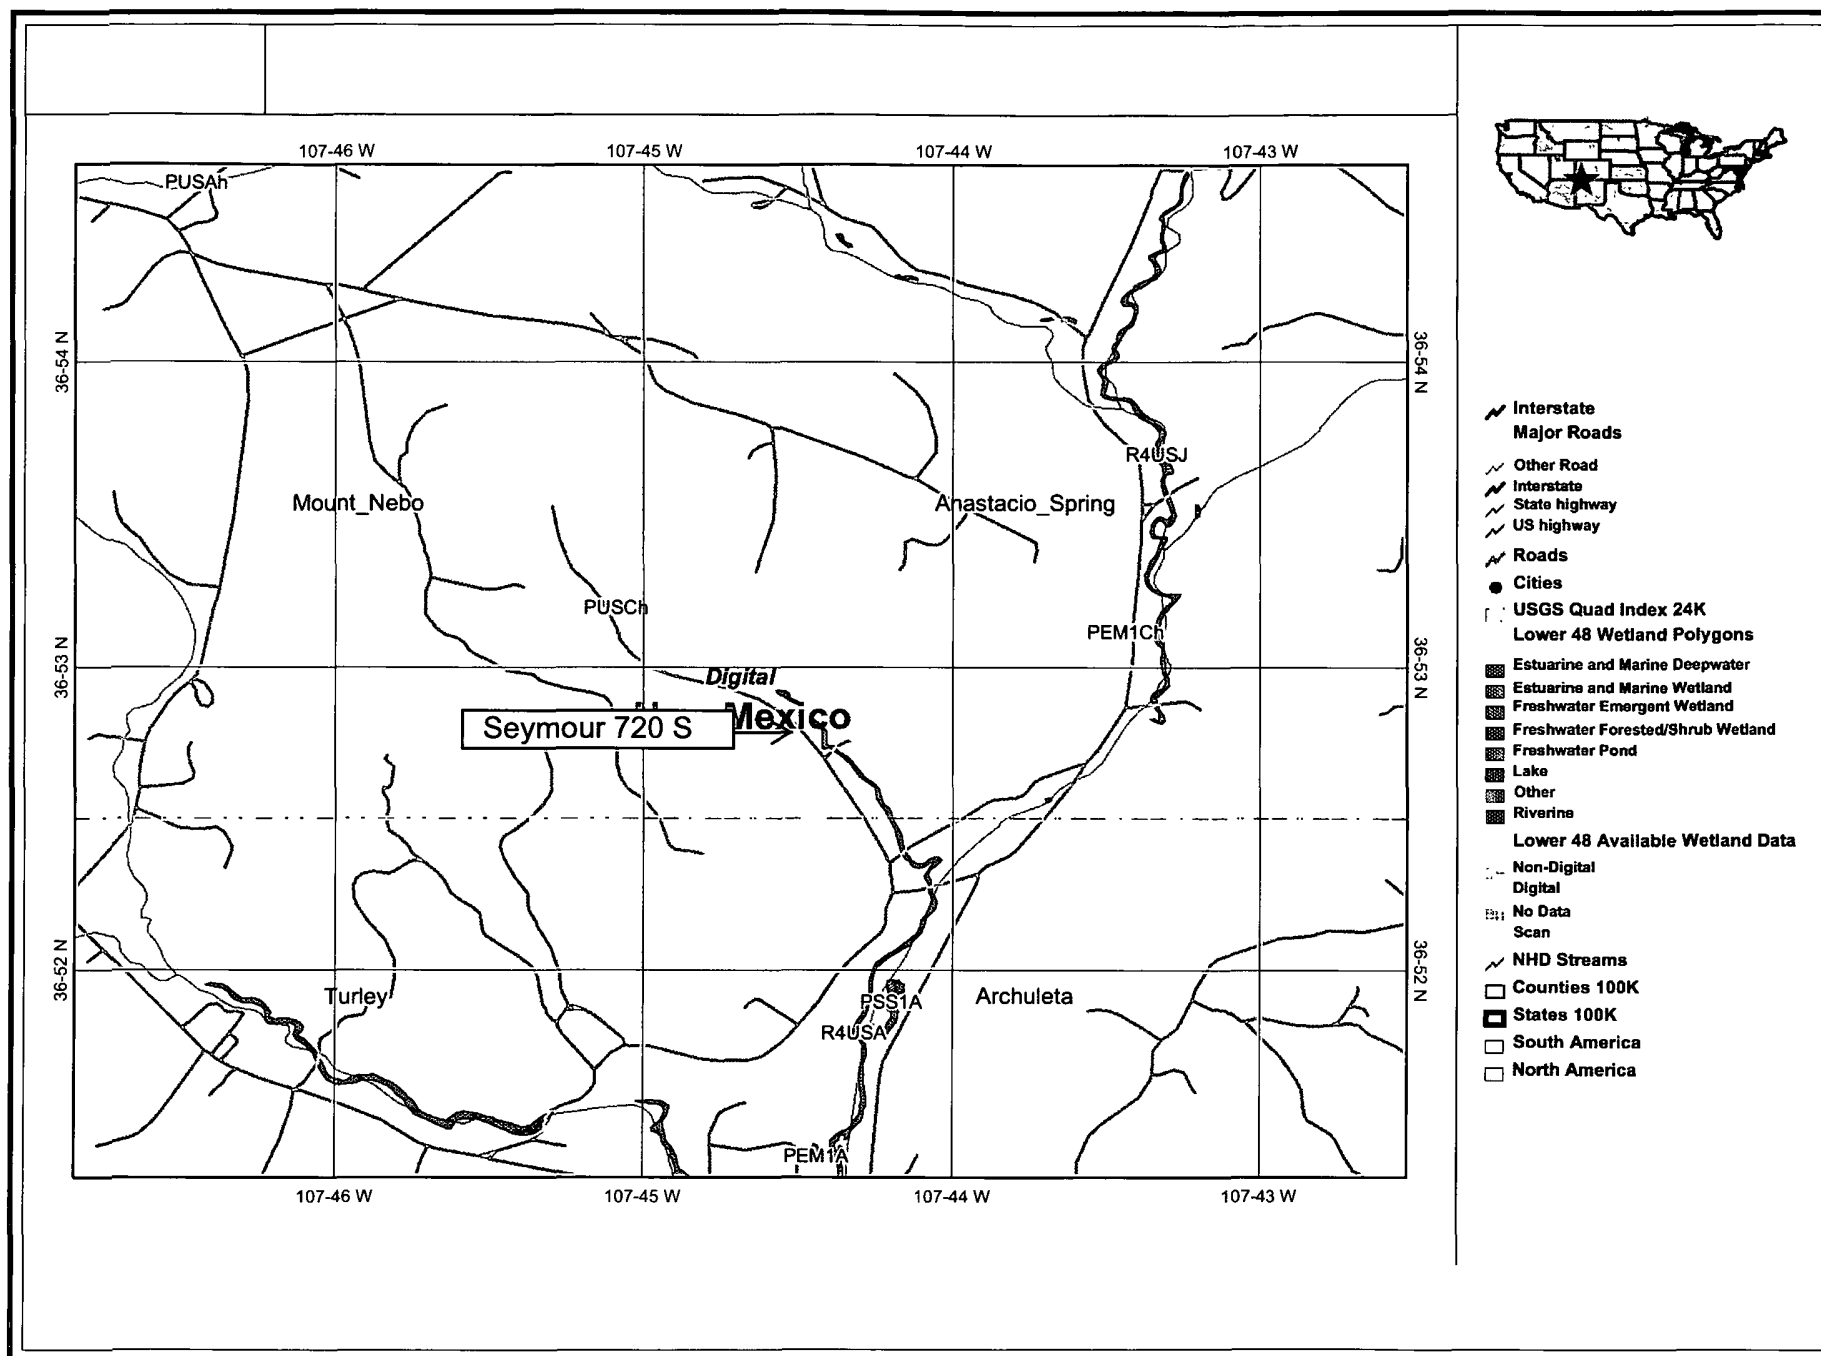 107-46 W
107-45 W
107-44 W
107-43 W
PUSAh
36-54 N
36-54 N
R4USJ
Mount_Nebo
Anastacio_Spring
PUSCh
PEM1Ch
36-53 N
36-53 N
Digital
Mexico
Seymour 720 S
36-52 N
36-52 N
Turley
PSS1A
Archuleta
R4USA
PEM1A
107-46 W
107-45 W
107-44 W
107-43 W
Interstate
Major Roads
Other Road
Interstate
State highway
US highway
Roads
Cities
USGS Quad Index 24K
Lower 48 Wetland Polygons
Estuarine and Marine Deepwater
Estuarine and Marine Wetland
Freshwater Emergent Wetland
Freshwater Forested/Shrub Wetland
Freshwater Pond
Lake
Other
Riverine
Lower 48 Available Wetland Data
Non-Digital
Digital
No Data
Scan
NHD Streams
Counties 100K
States 100K
South America
North America